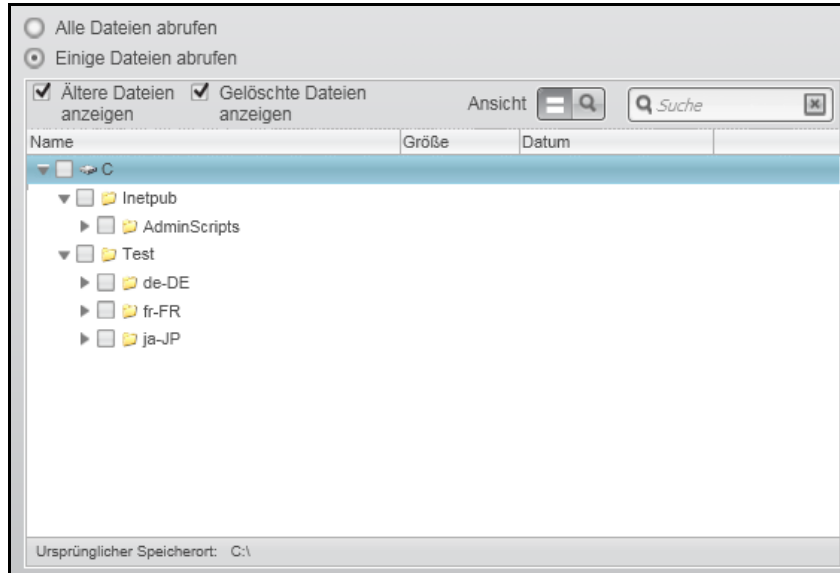 Alle Dateien abrufen
Einige Dateien abrufen
Ältere Dateien anzeigen Gelöschte Dateien anzeigen Ansicht Suche
Name Größe Datum
C
Inetpub
AdminScripts
Test
de-DE
fr-FR
ja-JP
Ursprünglicher Speicherort: C:\